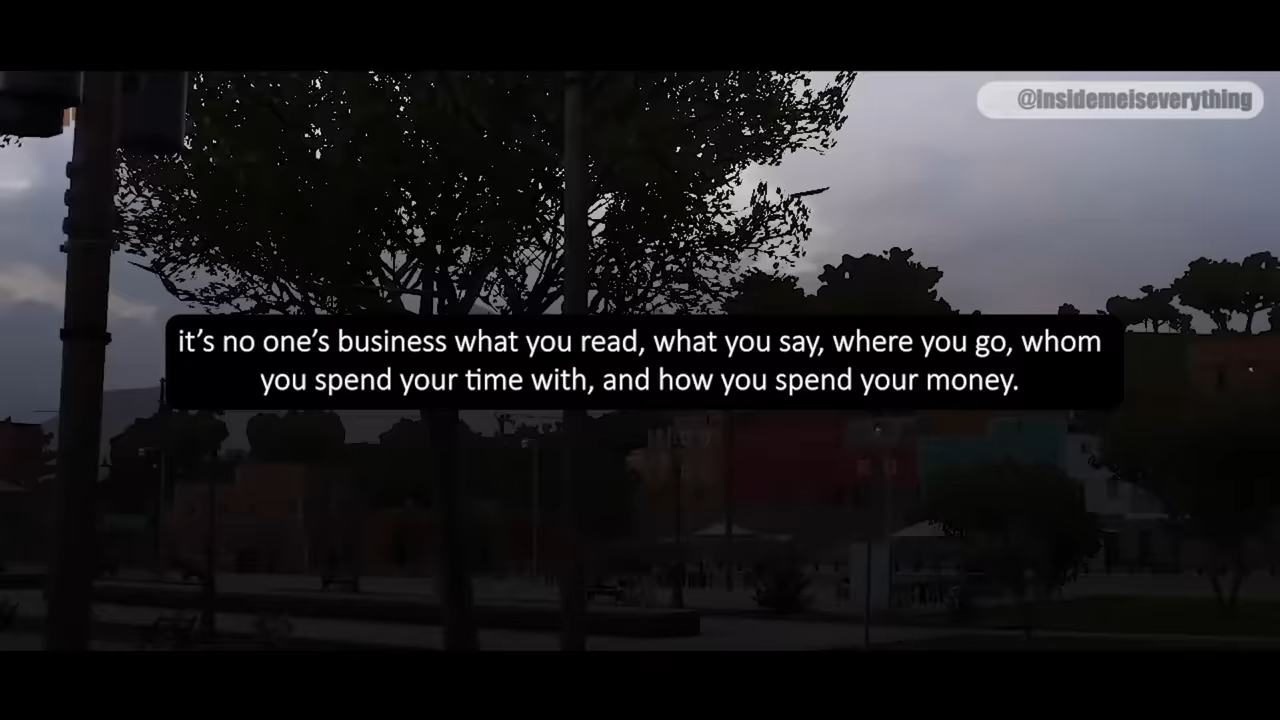 @Insidemeiseverything
it's no one's business what you read, what you say, where you go, whom
you spend your time with, and how you spend your money.